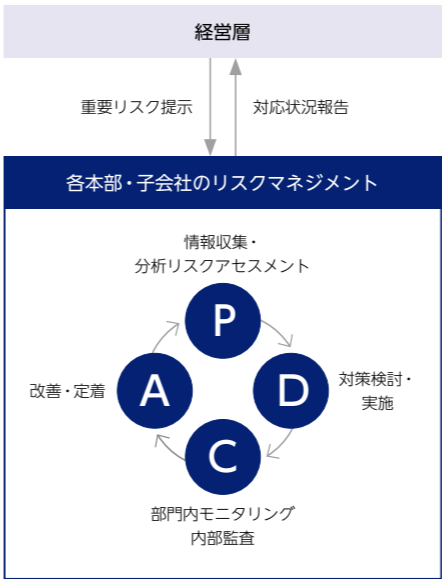 経営層
重要リスク提示
対応状況報告
各本部・子会社のリスクマネジメント
情報収集・
分析リスクアセスメント
P
D
対策検討・
実施
C
部門内モニタリング
内部監査
A
改善・定着